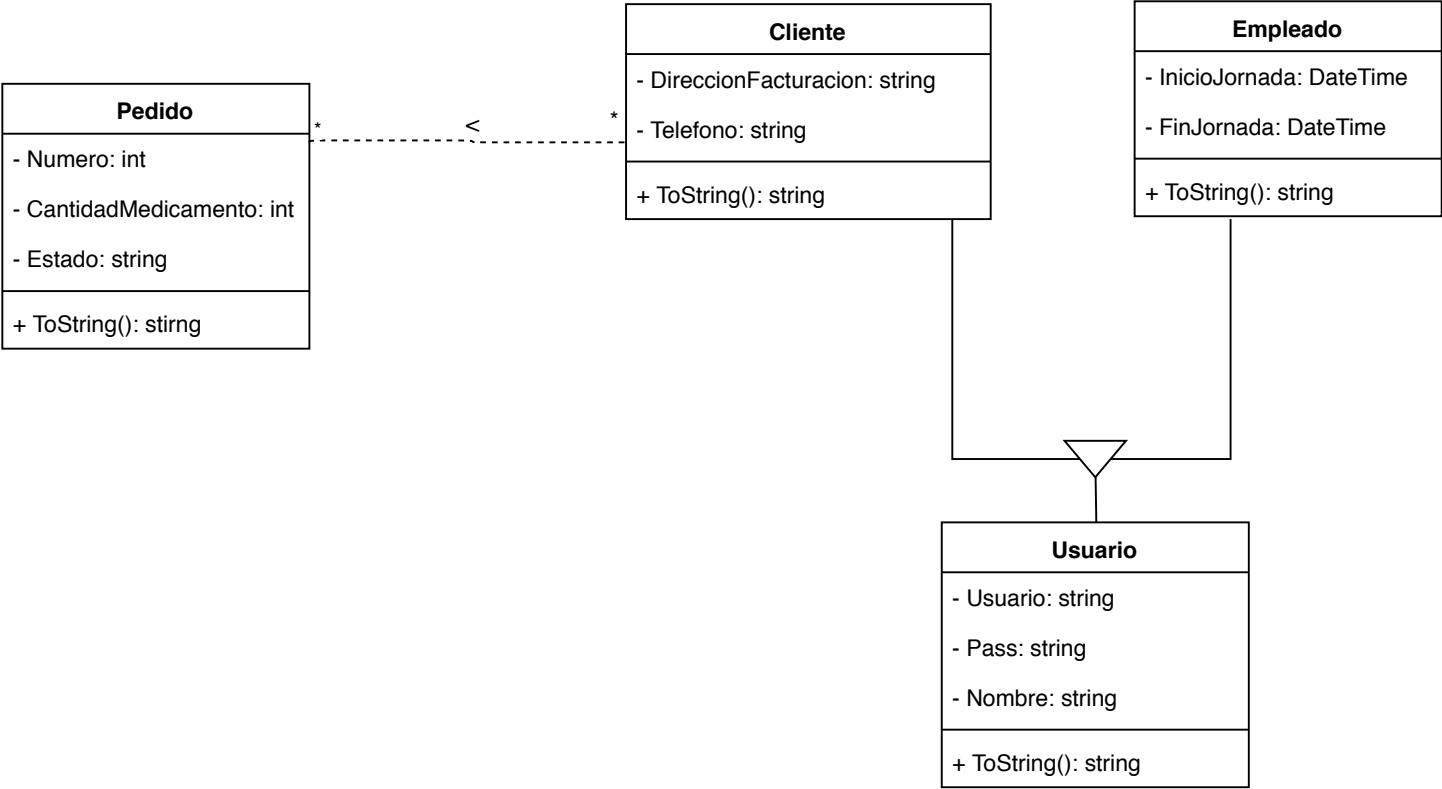 Pedido
- Numero: int
- CantidadMedicamento: int
- Estado: string
+ ToString(): stirng
*
<
*
Cliente
- DireccionFacturacion: string
- Telefono: string
+ ToString(): string
Empleado
- InicioJornada: DateTime
- FinJornada: DateTime
+ ToString(): string
Usuario
- Usuario: string
- Pass: string
- Nombre: string
+ ToString(): string